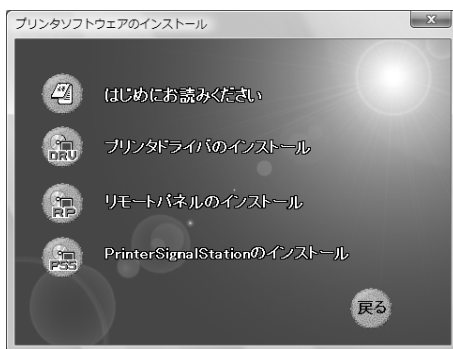 プリンタソフトウェアのインストール
はじめにお読みください
DRV プリンタドライバのインストール
RP リモートパネルのインストール
PSS PrinterSignalStationのインストール
戻る